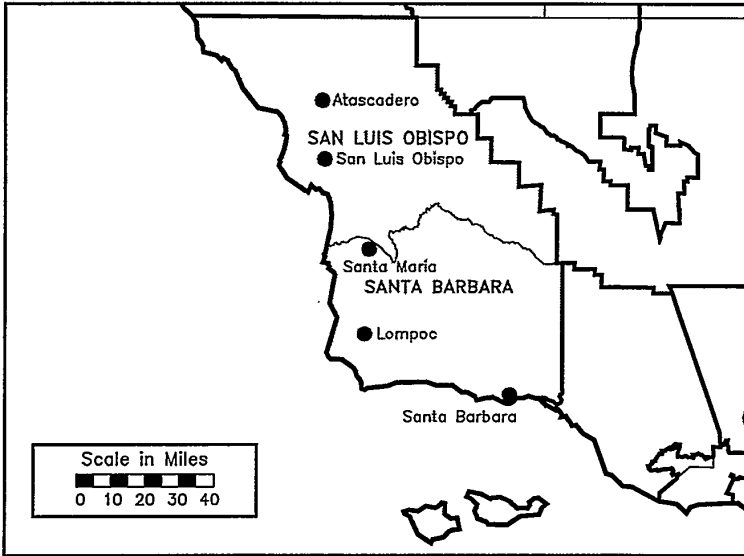 Atascadero
SAN LUIS OBISPO
San Luis Obispo
Santa Maria
SANTA BARBARA
Lompoc
Santa Barbara
Scale in Miles
0 10 20 30 40